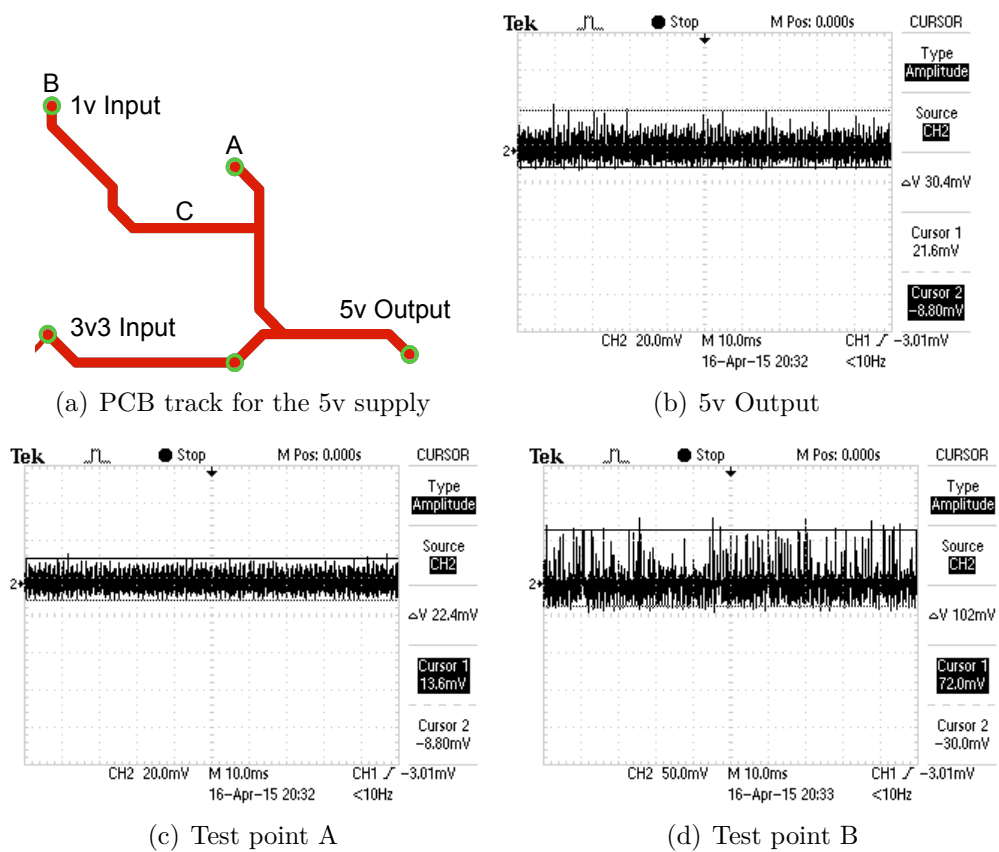 B
1v Input
A
C
3v3 Input
5v Output
(a) PCB track for the 5v supply
Tek
Stop
M Pos: 0.000s
CURSOR
Type
Amplitude
Source
CH2
△V 30.4mV
Cursor 1
21.6mV
Cursor 2
-8.80mV
2
CH2 20.0mV
M 10.0ms
CH1
-3.01mV
16-Apr-15 20:32
<10Hz
(b) 5v Output
Tek
Stop
M Pos: 0.000s
CURSOR
Type
Amplitude
Source
CH2
△V 22.4mV
Cursor 1
13.6mV
Cursor 2
-8.80mV
2
CH2 20.0mV
M 10.0ms
CH1
-3.01mV
16-Apr-15 20:32
<10Hz
(c) Test point A
Tek
Stop
M Pos: 0.000s
CURSOR
Type
Amplitude
Source
CH2
△V 102mV
Cursor 1
72.0mV
Cursor 2
-30.0mV
2
CH2 50.0mV
M 10.0ms
CH1
-3.01mV
16-Apr-15 20:33
<10Hz
(d) Test point B